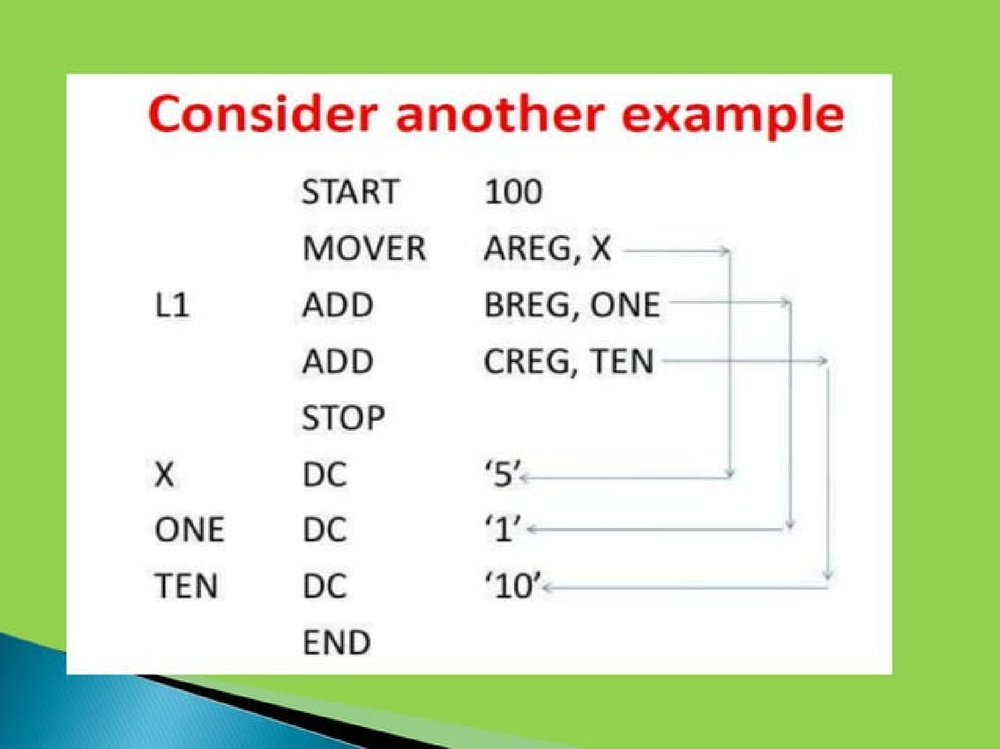 Consider another example
START 100
MOVER AREG, X
L1 ADD BREG, ONE
ADD CREG, TEN
STOP
X DC ‘5’
ONE DC ‘1’
TEN DC ‘10’
END